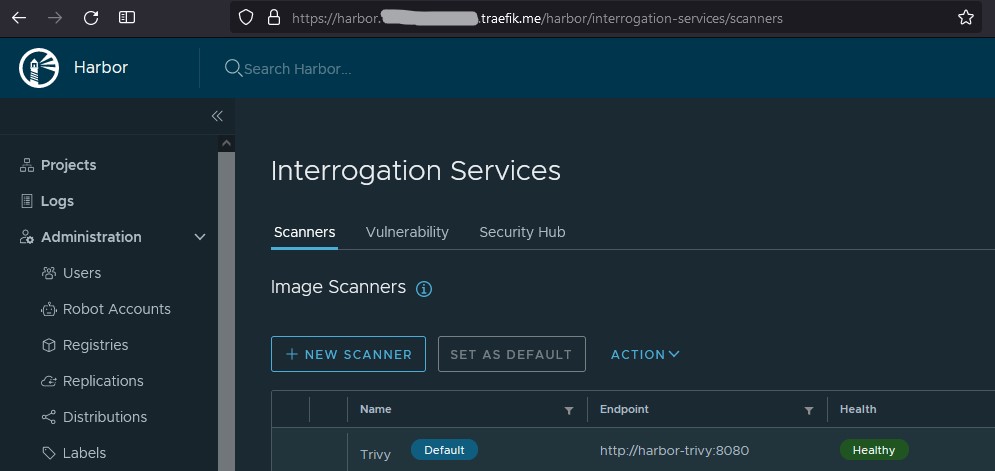 https://harbor. .traefik.me/harbor/interrogation-services/scanners
Harbor
Search Harbor...
Projects
Logs
Administration
Users
Robot Accounts
Registries
Replications
Distributions
Labels
Interrogation Services
Scanners Vulnerability Security Hub
Image Scanners
+ NEW SCANNER SET AS DEFAULT ACTION
Name Endpoint Health
Trivy Default http://harbor-trivy:8080 Healthy